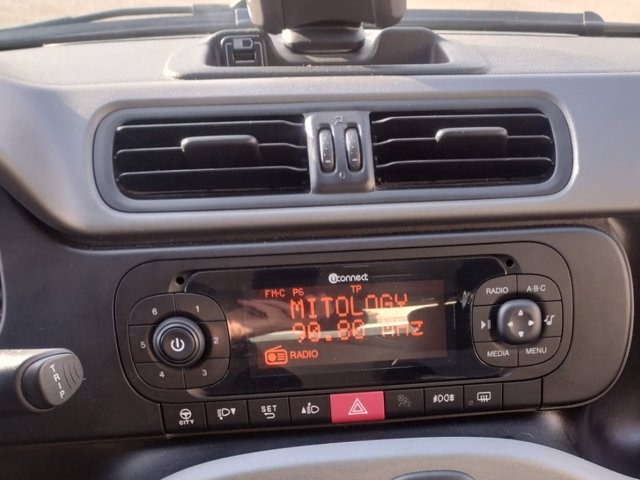 uconnect
FM-C P6 TP
MITOLOGY
90.80 MHz
RADIO
6 1
5 2
4 3
RADIO A·B·C
MEDIA MENU
TRIP
CITY
SET